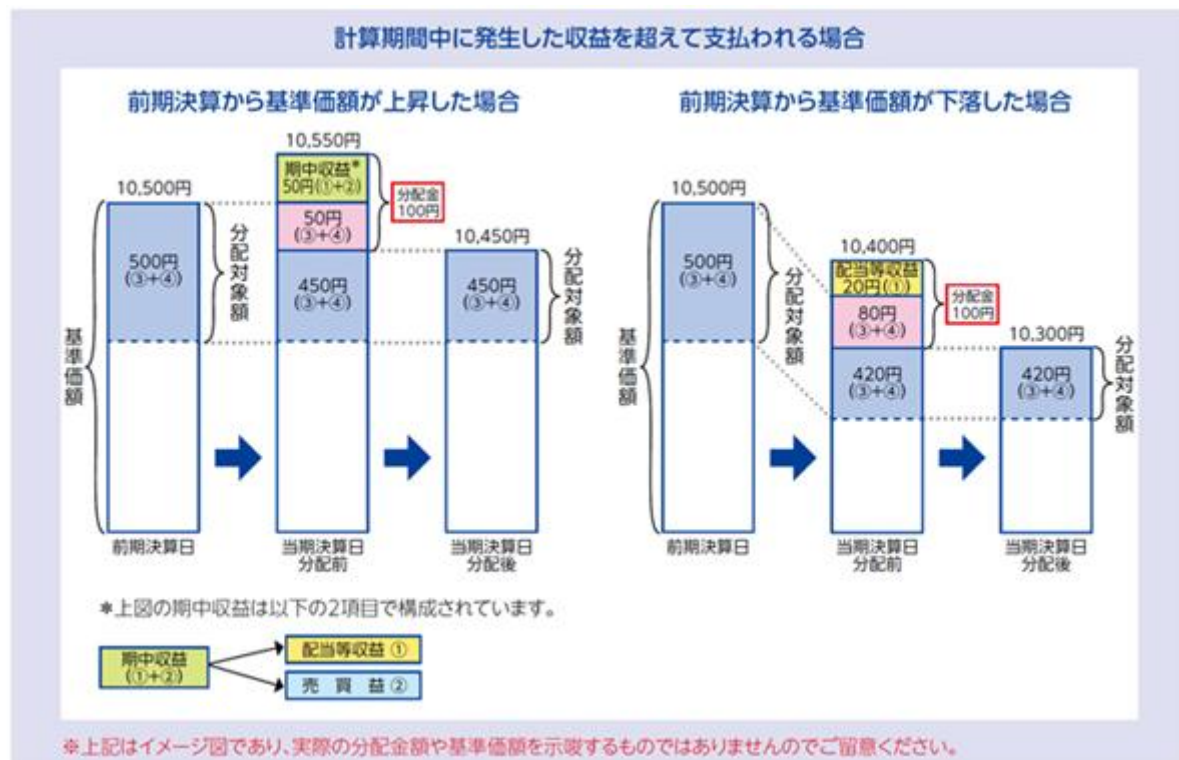 計算期間中に発生した収益を超えて支払われる場合
前期決算から基準価額が上昇した場合
10,500円
500円
(③+④)
分配対象額
基準価額
前期決算日
10,550円
期中収益*
50円(①+②)
50円
(③+④)
450円
(③+④)
分配金
100円
当期決算日
分配前
10,450円
450円
(③+④)
分配対象額
当期決算日
分配後
前期決算から基準価額が下落した場合
10,500円
500円
(③+④)
分配対象額
基準価額
前期決算日
10,400円
配当等収益
20円(①)
80円
(③+④)
420円
(③+④)
分配金
100円
当期決算日
分配前
10,300円
420円
(③+④)
分配対象額
当期決算日
分配後
*上図の期中収益は以下の2項目で構成されています。
期中収益
(①+②)
配当等収益 ①
売 買 益 ②
※上記はイメージ図であり、実際の分配金額や基準価額を示唆するものではありませんのでご留意ください。